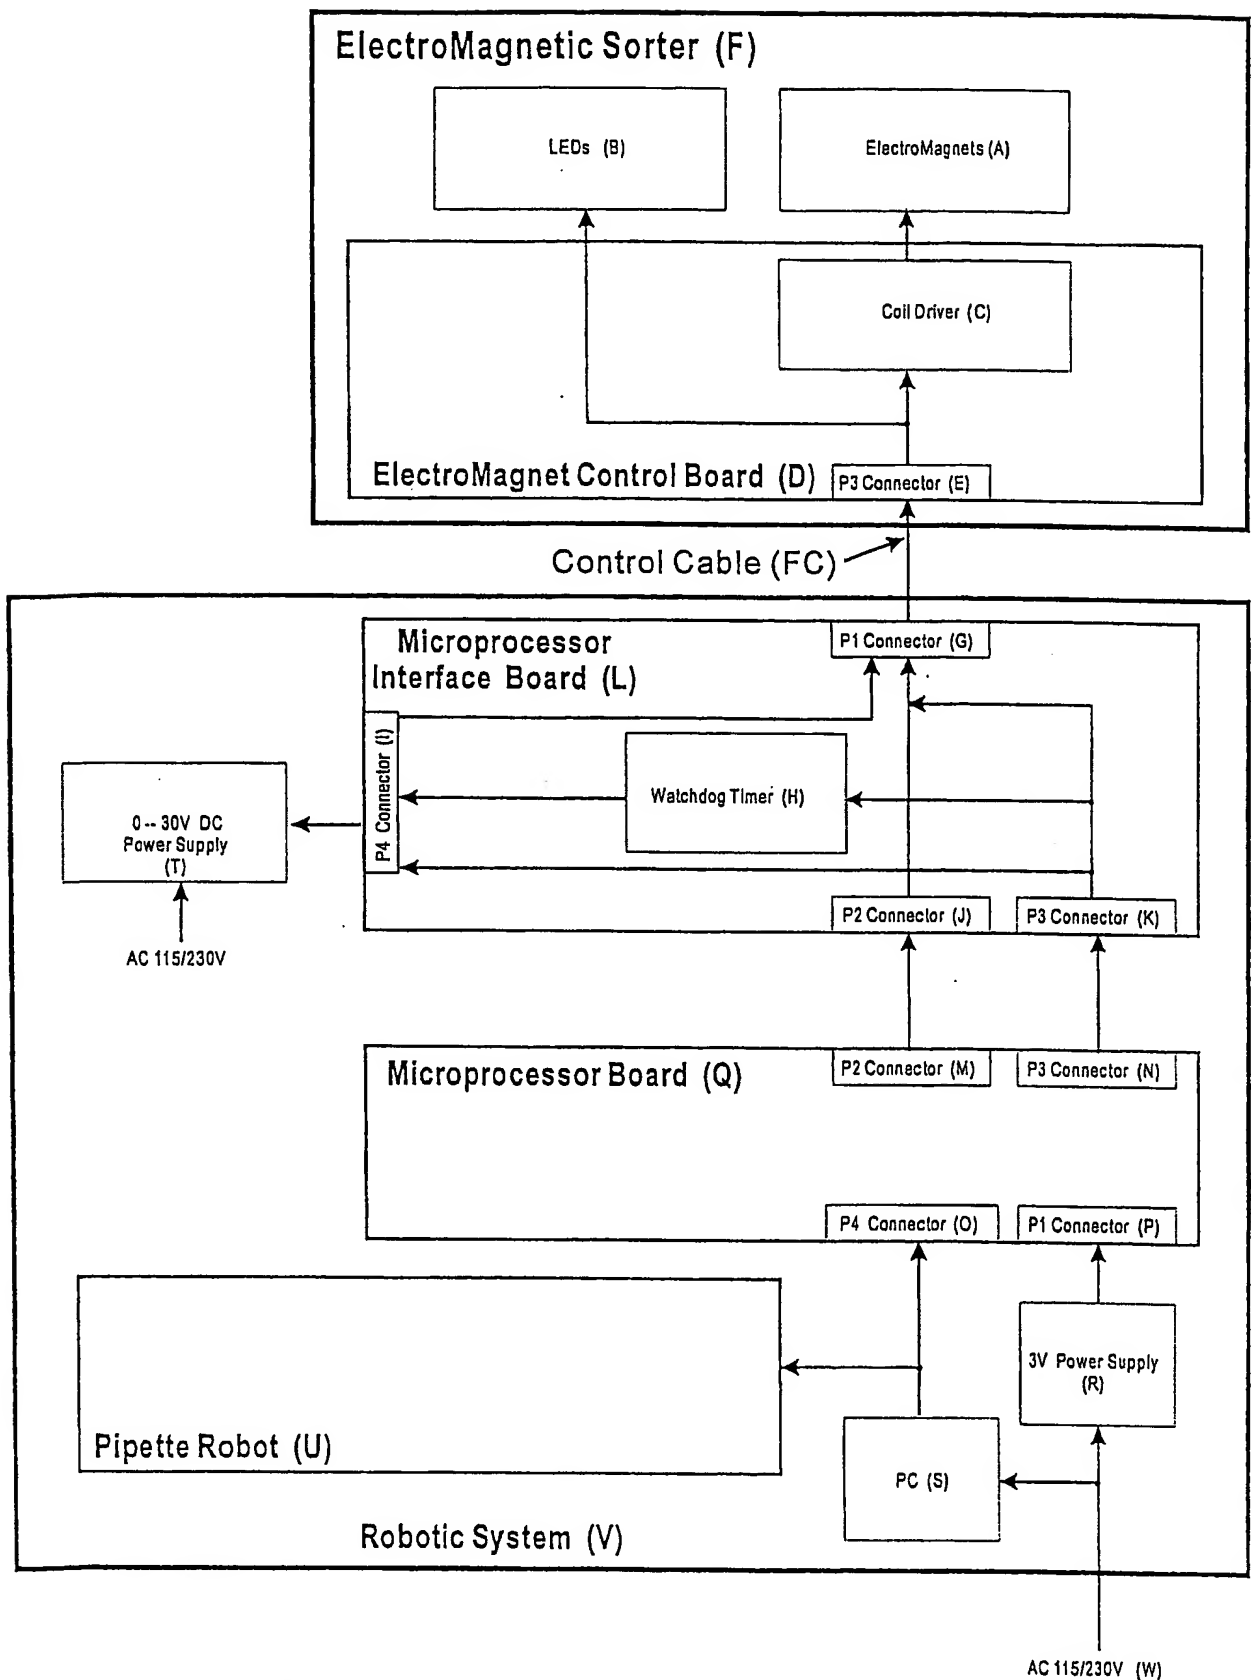 ElectroMagnetic Sorter (F)
LEDs (B)
ElectroMagnets (A)
Coil Driver (C)
ElectroMagnet Control Board (D)
P3 Connector (E)
Control Cable (FC)
Microprocessor
Interface Board (L)
P1 Connector (G)
P4 Connector (I)
Watchdog Timer (H)
0 -- 30V DC
Power Supply
(T)
AC 115/230V
P2 Connector (J)
P3 Connector (K)
Microprocessor Board (Q)
P2 Connector (M)
P3 Connector (N)
P4 Connector (O)
P1 Connector (P)
3V Power Supply
(R)
Pipette Robot (U)
PC (S)
Robotic System (V)
AC 115/230V (W)